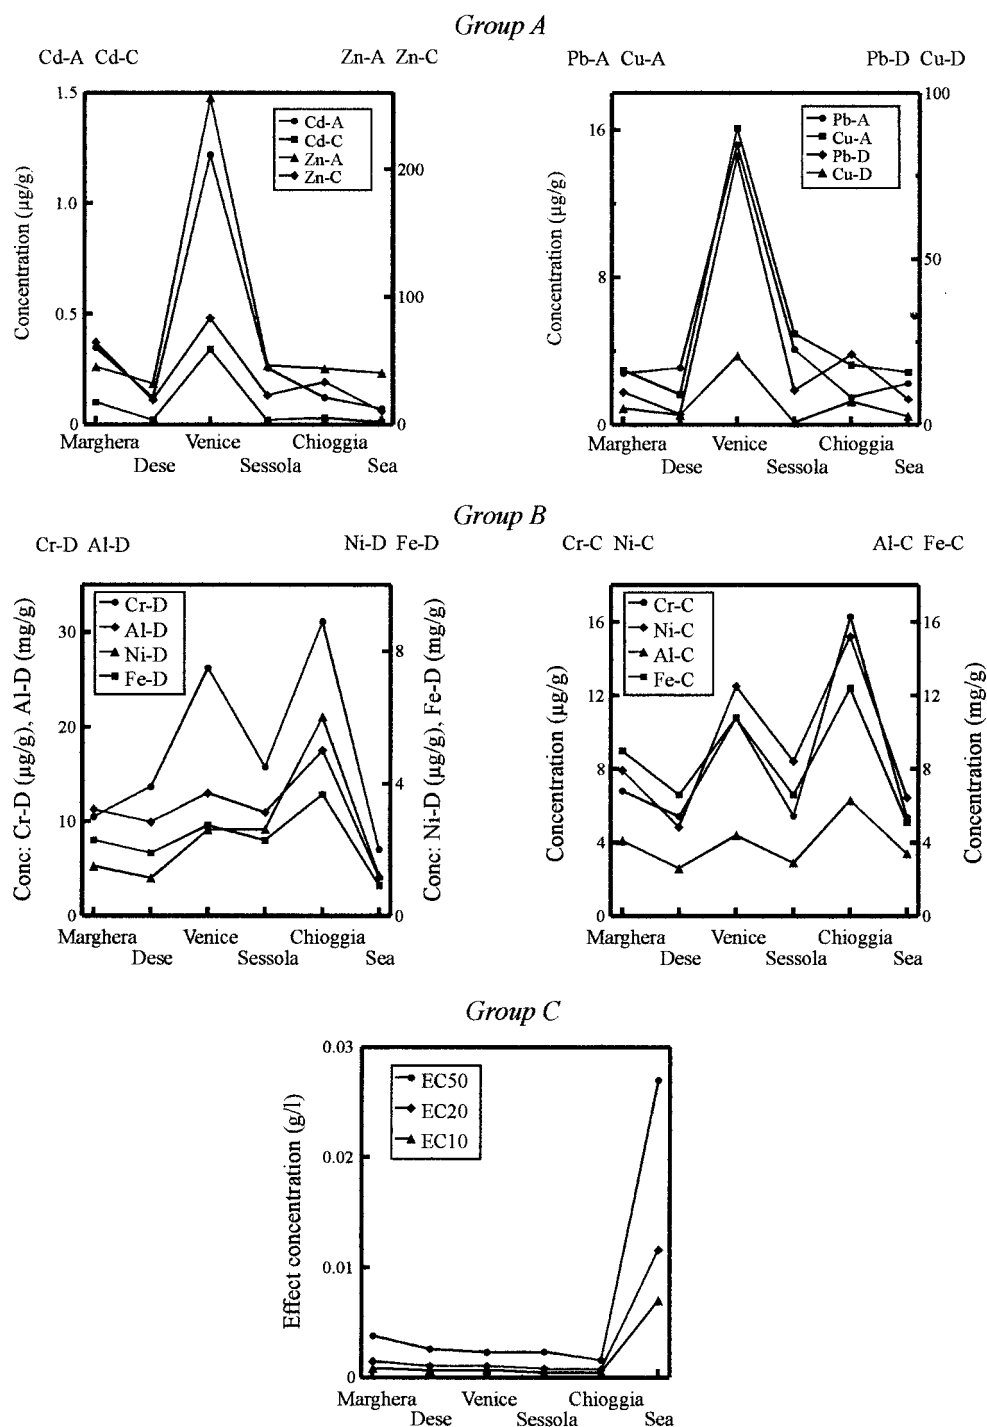 Group A
Cd-A Cd-C
Zn-A Zn-C
Pb-A Cu-A
Pb-D Cu-D
1.5
1.0
0.5
0
Concentration (µg/g)
200
100
0
Cd-A
Cd-C
Zn-A
Zn-C
Marghera
Venice
Chioggia
Dese
Sessola
Sea
16
8
0
Concentration (µg/g)
100
50
0
Pb-A
Cu-A
Pb-D
Cu-D
Marghera
Venice
Chioggia
Dese
Sessola
Sea
Group B
Cr-D Al-D
Ni-D Fe-D
Cr-C Ni-C
Al-C Fe-C
Conc: Cr-D (µg/g), Al-D (mg/g)
30
20
10
0
Cr-D
Al-D
Ni-D
Fe-D
8
4
0
Conc: Ni-D (µg/g), Fe-D (mg/g)
Marghera
Venice
Chioggia
Dese
Sessola
Sea
Concentration (µg/g)
16
12
8
4
0
Cr-C
Ni-C
Al-C
Fe-C
16
12
8
4
0
Concentration (mg/g)
Marghera
Venice
Chioggia
Dese
Sessola
Sea
Group C
Effect concentration (g/l)
0.03
0.02
0.01
0
EC50
EC20
EC10
Marghera
Venice
Chioggia
Dese
Sessola
Sea